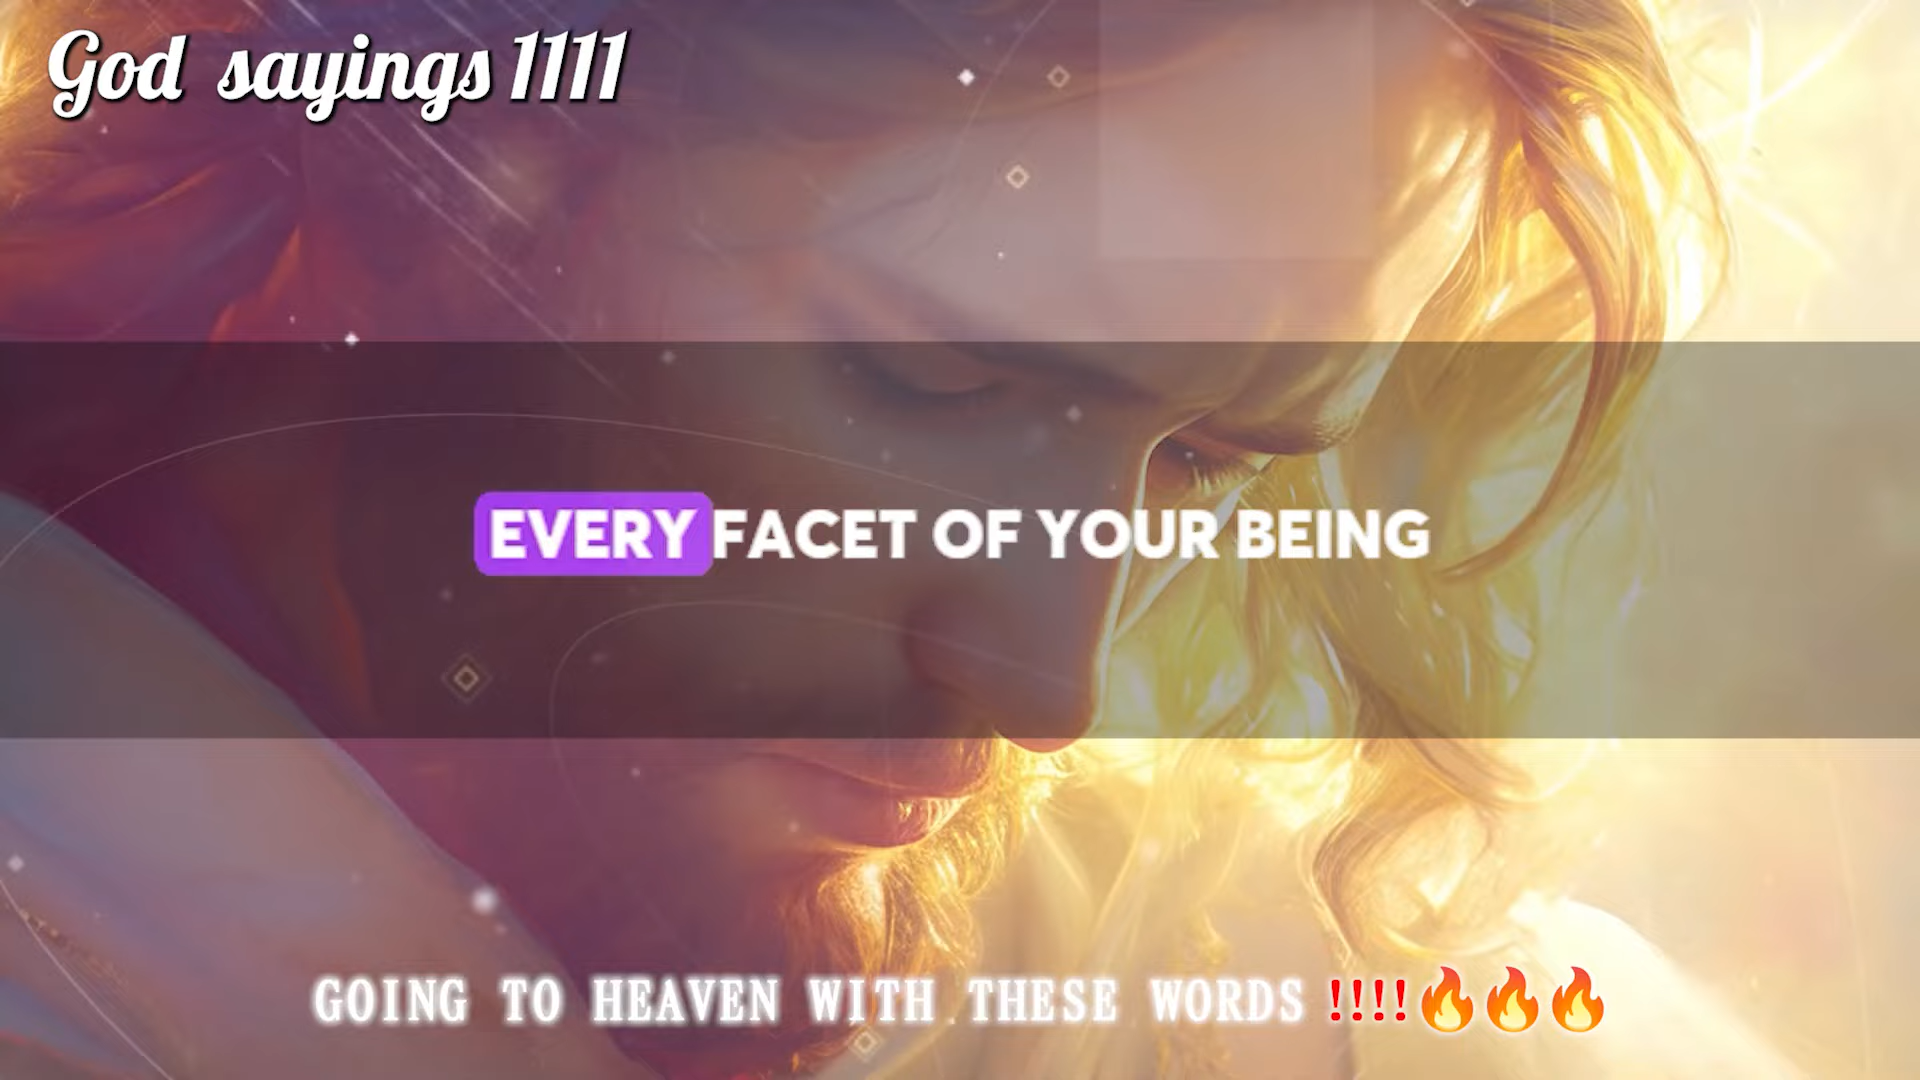 God sayings 1111
EVERY FACET OF YOUR BEING
GOING TO HEAVEN WITH THESE WORDS !!!!🔥🔥🔥